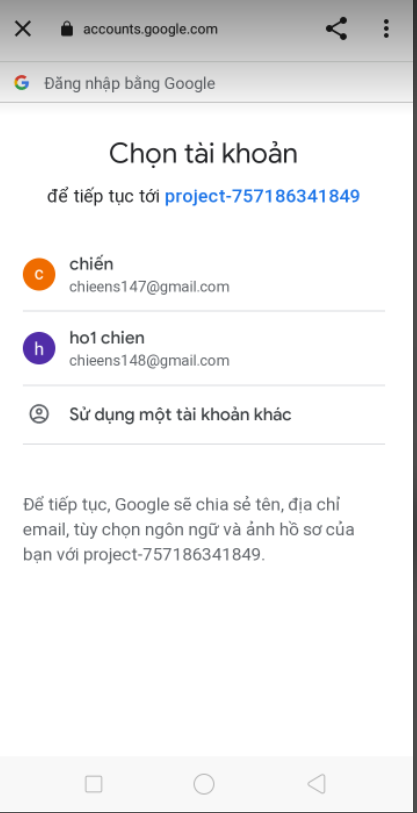 accounts.google.com
Đăng nhập bằng Google
Chọn tài khoản
để tiếp tục tới project-757186341849
c
chiến
chieens147@gmail.com
h
ho1 chien
chieens148@gmail.com
Sử dụng một tài khoản khác
Để tiếp tục, Google sẽ chia sẻ tên, địa chỉ
email, tùy chọn ngôn ngữ và ảnh hồ sơ của
bạn với project-757186341849.